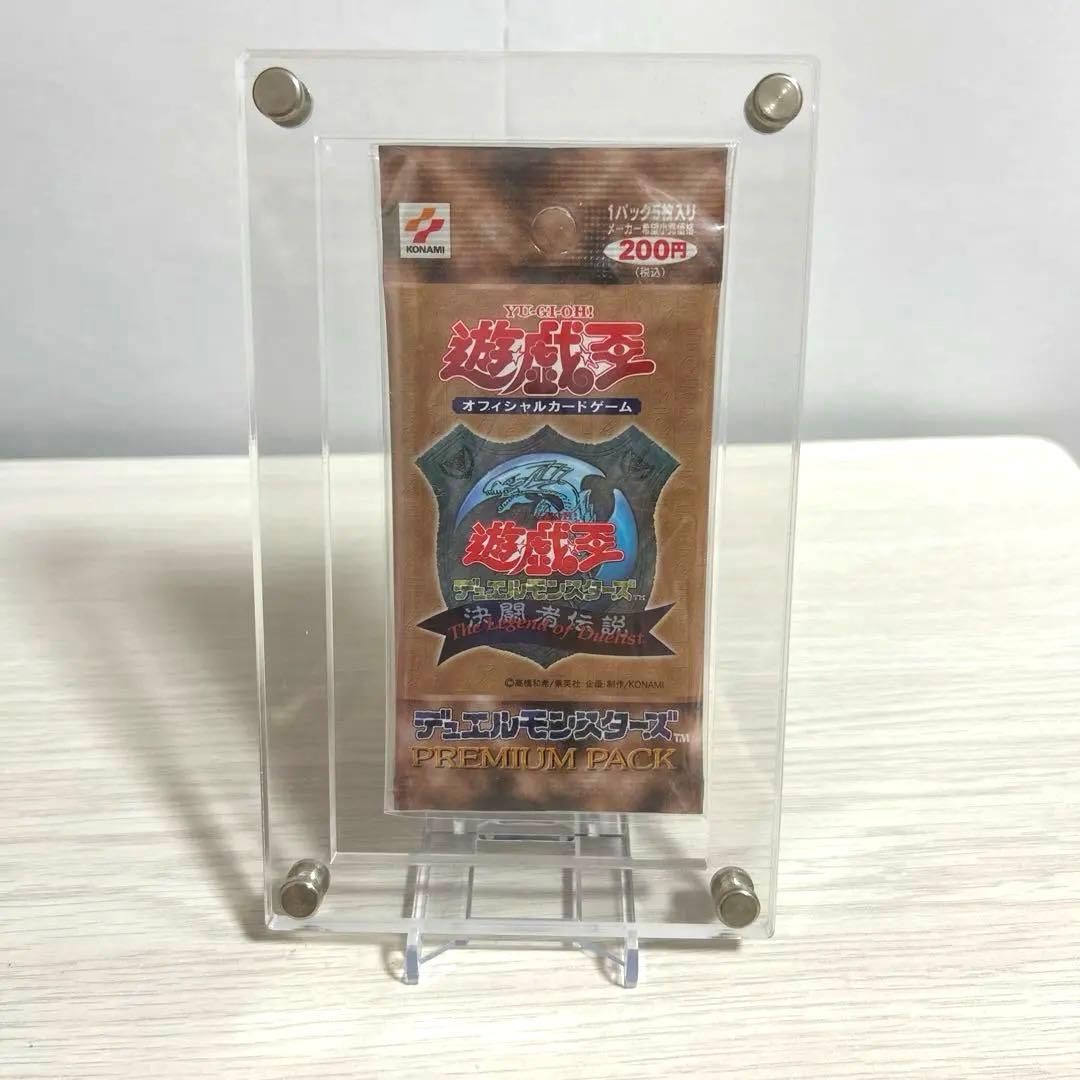 1パック5枚入り
メーカー希望小売価格
200円
(税込)
KONAMI
YU-GI-OH!
遊戯王
オフィシャルカードゲーム
遊戯王
デュエルモンスターズ™
決闘者伝説
The Legend of Duelist
©高橋和希/集英社 企画・制作/KONAMI
デュエルモンスターズ™
PREMIUM PACK